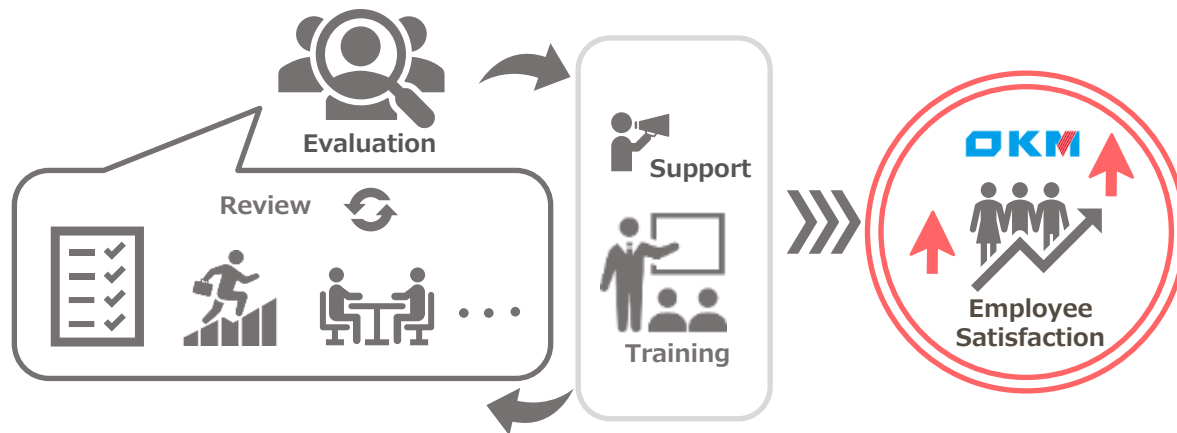 Evaluation
Review
Support
Training
OKM
Employee
Satisfaction